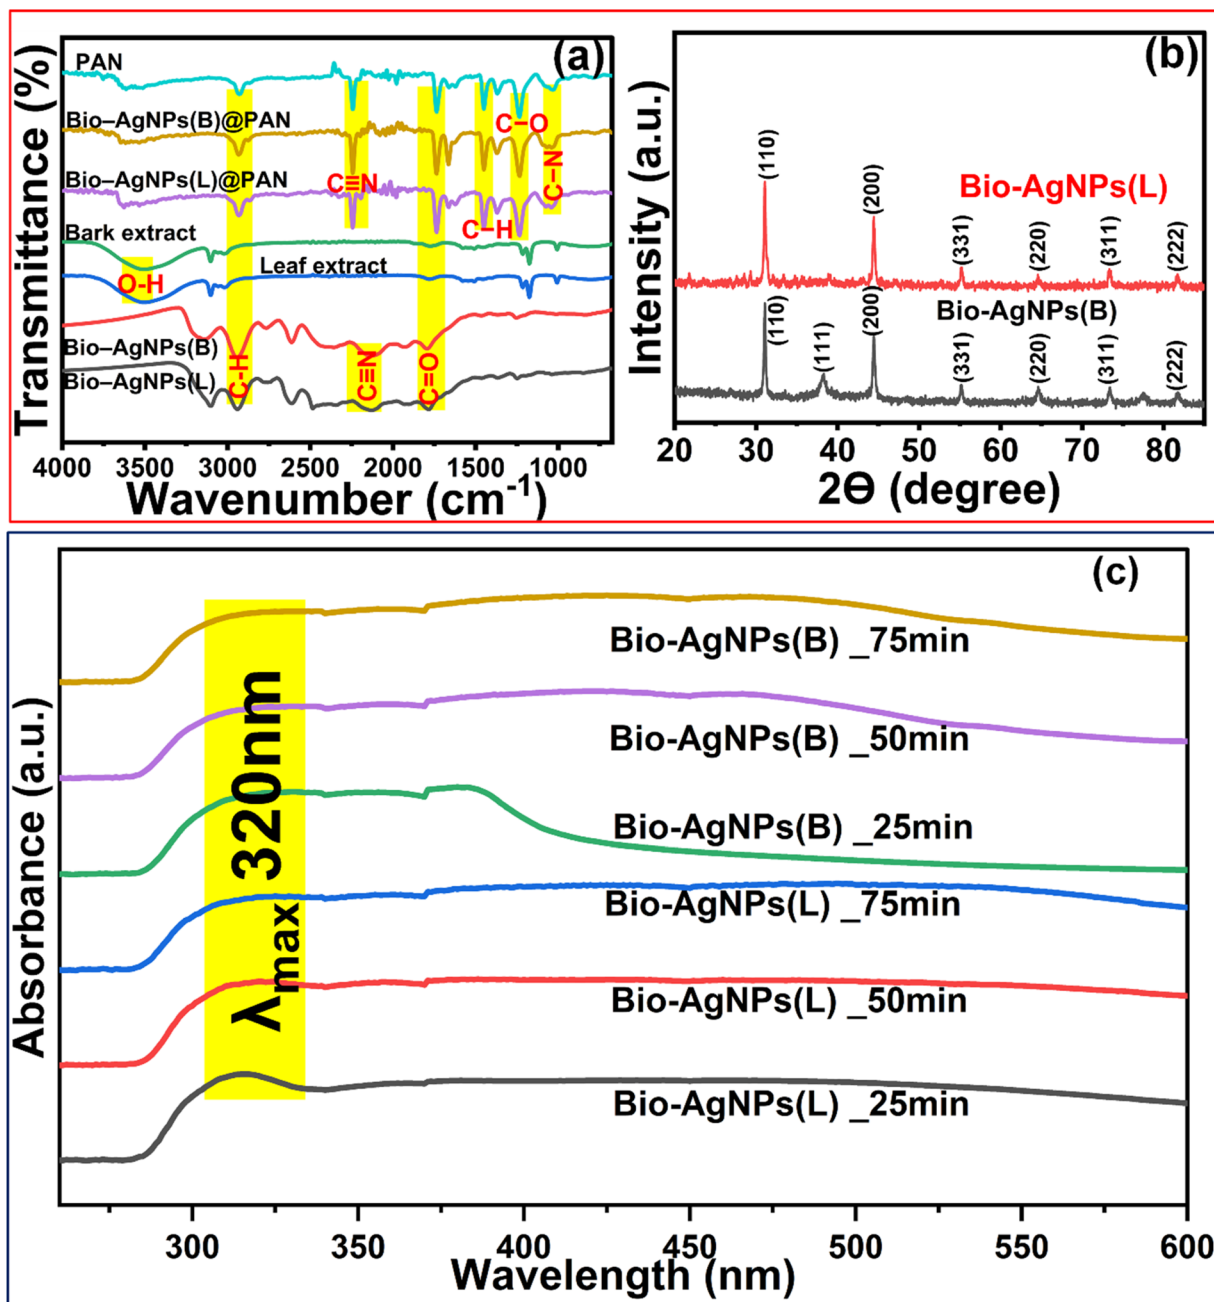 (a)
Transmittance (%)
PAN
Bio–AgNPs(B)@PAN
C–O
Bio–AgNPs(L)@PAN
C≡N
C–N
C–H
Bark extract
O-H
Leaf extract
Bio–AgNPs(B)
C-H
C≡N
C=O
Bio–AgNPs(L)
4000 3500 3000 2500 2000 1500 1000
Wavenumber (cm-1)
(b)
Intensity (a.u.)
(110)
(200)
Bio-AgNPs(L)
(331)
(220)
(311)
(222)
Bio-AgNPs(B)
(110)
(111)
(200)
(331)
(220)
(311)
(222)
20 30 40 50 60 70 80
2Ɵ (degree)
(c)
Absorbance (a.u.)
λmax 320nm
Bio-AgNPs(B) _75min
Bio-AgNPs(B) _50min
Bio-AgNPs(B) _25min
Bio-AgNPs(L) _75min
Bio-AgNPs(L) _50min
Bio-AgNPs(L) _25min
300 350 400 450 500 550 600
Wavelength (nm)